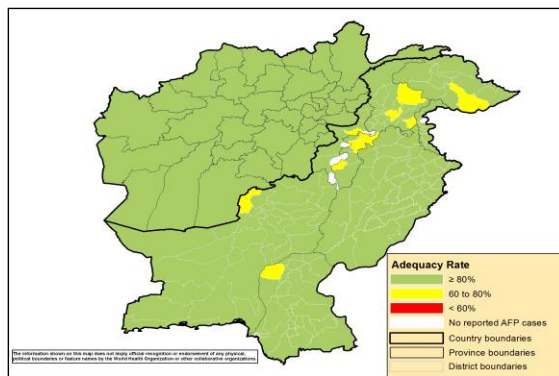 Adequacy Rate
≥ 80%
60 to 80%
< 60%
No reported AFP cases
Country boundaries
Province boundaries
District boundaries
The information shown on this map does not imply official recognition or endorsement of any physical,
political boundaries or feature names by the World Health Organization or other collaborative organizations.